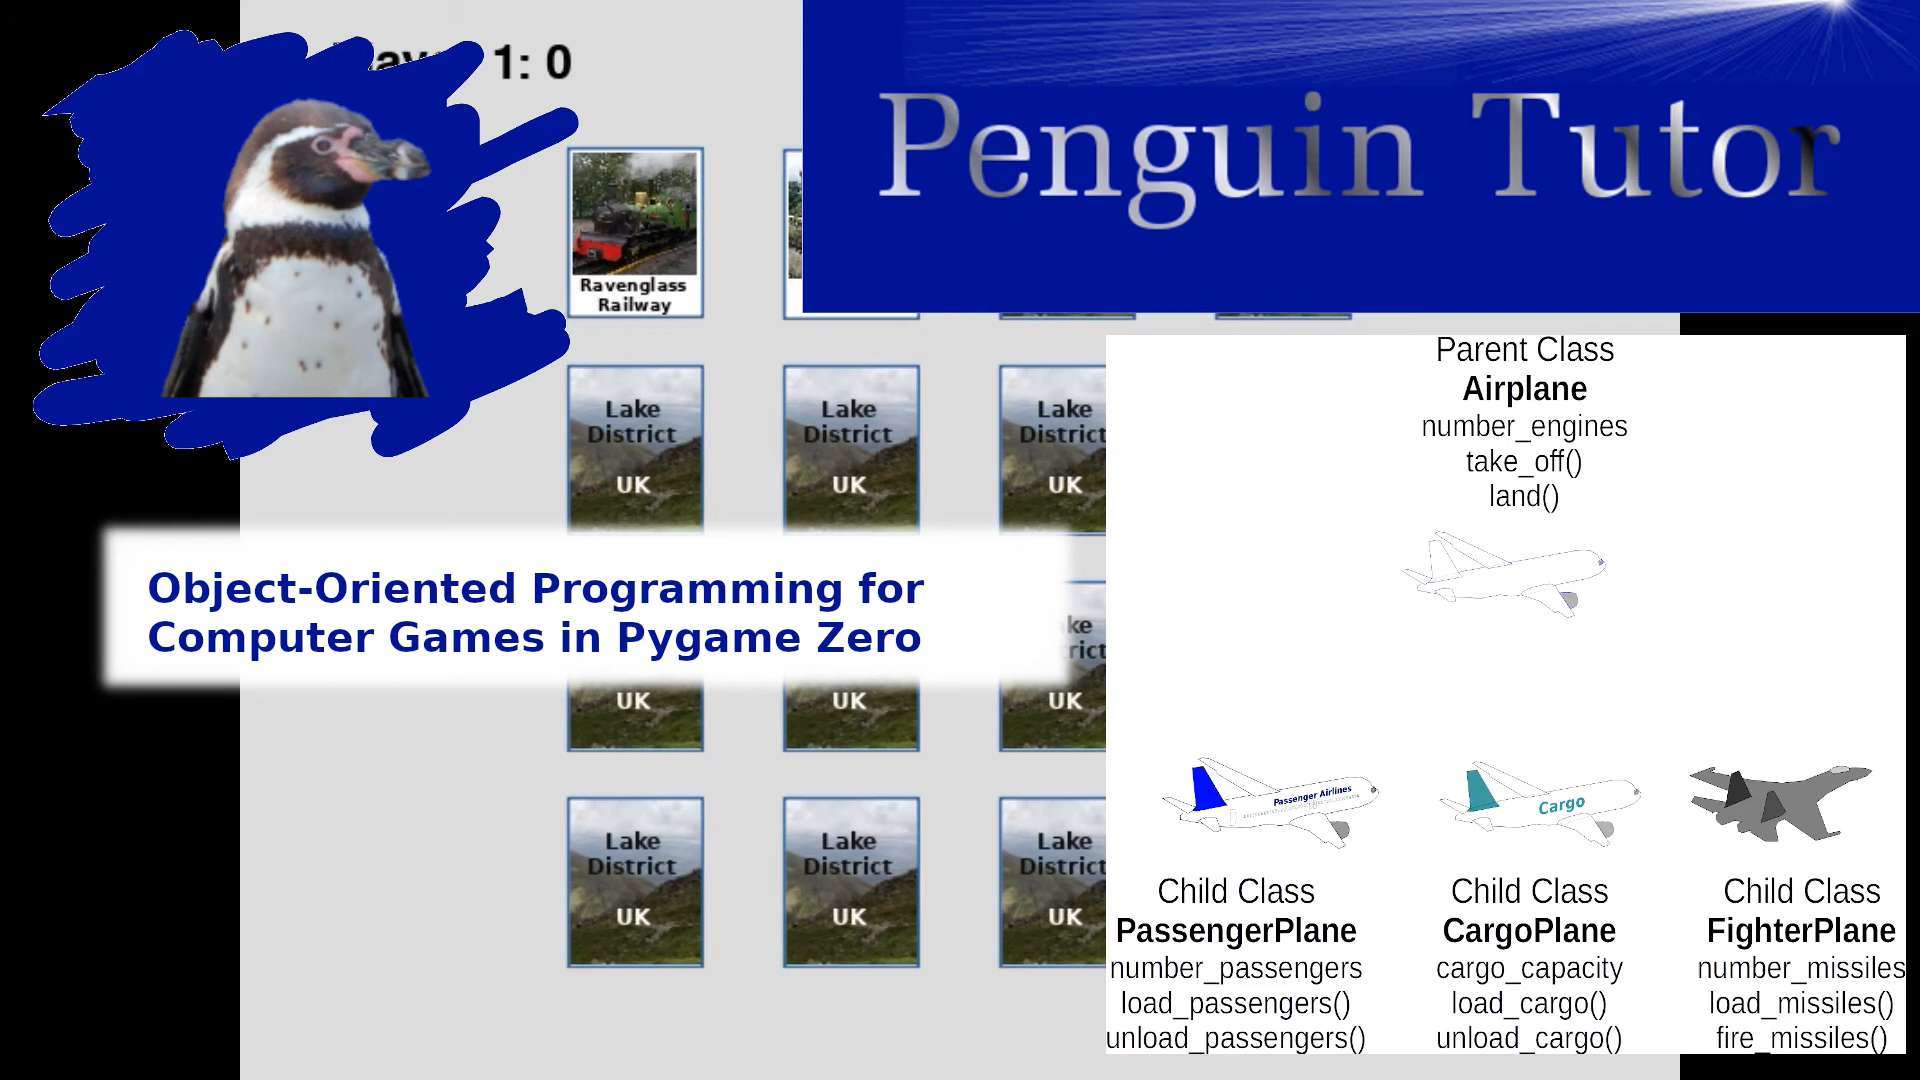 1: 0
Penguin Tutor
Ravenglass
Railway
Lake
District
UK
Lake
District
UK
Lake
District
UK
Object-Oriented Programming for
Computer Games in Pygame Zero
UK
UK
UK
Lake
District
UK
Lake
District
UK
Lake
District
UK
Parent Class
Airplane
number_engines
take_off()
land()
Passenger Airlines
Cargo
Child Class
PassengerPlane
number_passengers
load_passengers()
unload_passengers()
Child Class
CargoPlane
cargo_capacity
load_cargo()
unload_cargo()
Child Class
FighterPlane
number_missiles
load_missiles()
fire_missiles()